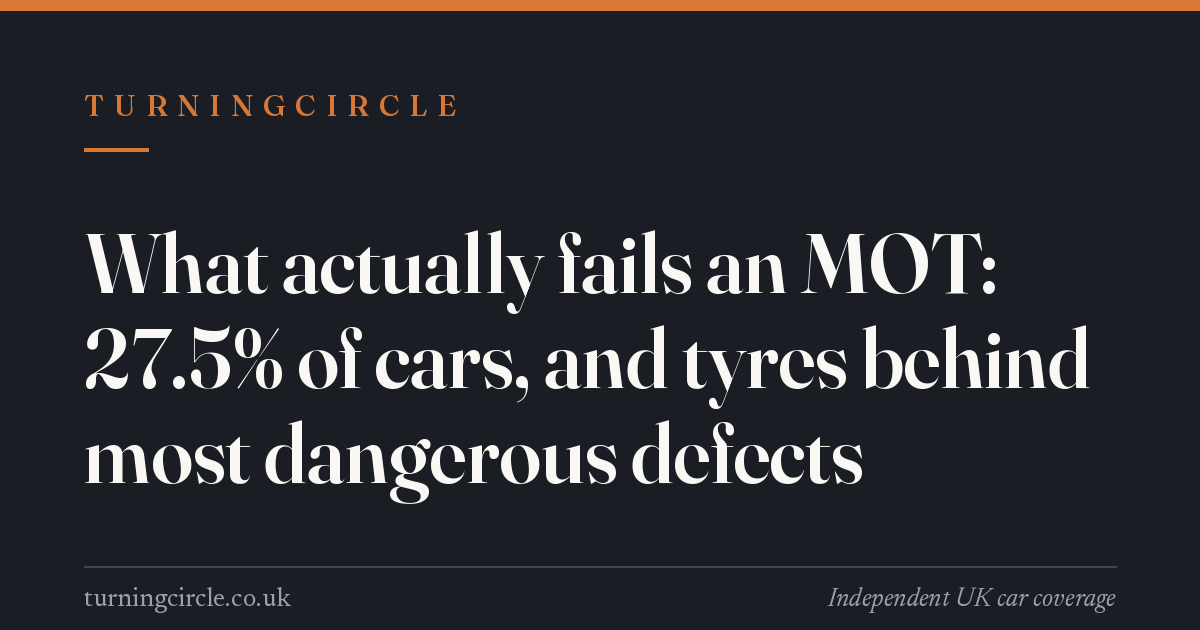 TURNINGCIRCLE
What actually fails an MOT:
27.5% of cars, and tyres behind
most dangerous defects
turningcircle.co.uk
Independent UK car coverage